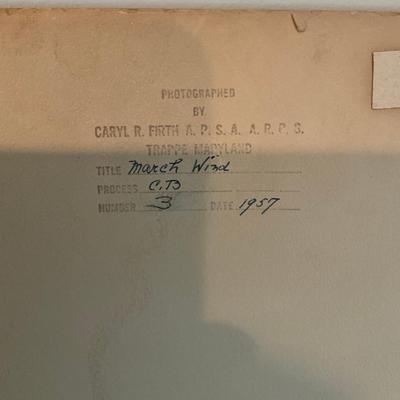 PHOTOGRAPHED
BY
CARYL R. FIRTH A. P. S. A. A. R. P. S.
TRAPPE MARYLAND
TITLE March Wind
PROCESS C.B
NUMBER 3 DATE 1957